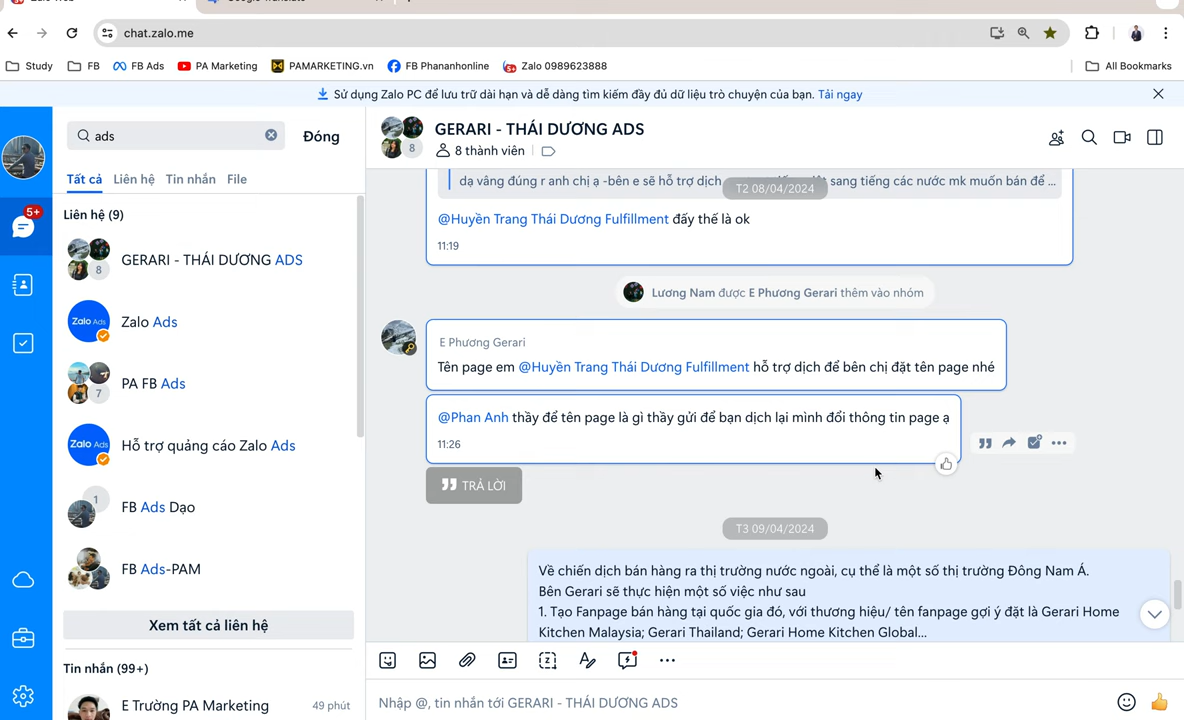 chat.zalo.me
Study
FB
FB Ads
PA Marketing
PAMARKETING.vn
FB Phananhonline
Zalo 0989623888
All Bookmarks
Sử dụng Zalo PC để lưu trữ dài hạn và dễ dàng tìm kiếm đầy đủ dữ liệu trò chuyện của bạn. Tải ngay
ads
Đóng
Tất cả
Liên hệ
Tin nhắn
File
5+
Liên hệ (9)
8
GERARI - THÁI DƯƠNG ADS
Zalo Ads
Zalo Ads
7
PA FB Ads
Zalo Ads
Hỗ trợ quảng cáo Zalo Ads
1
FB Ads Dạo
FB Ads-PAM
Xem tất cả liên hệ
Tin nhắn (99+)
E Trường PA Marketing
49 phút
8
GERARI - THÁI DƯƠNG ADS
8 thành viên
T2 08/04/2024
@Huyền Trang Thái Dương Fulfillment đấy thế là ok
11:19
Lương Nam được E Phương Gerari thêm vào nhóm
E Phương Gerari
Tên page em @Huyền Trang Thái Dương Fulfillment hỗ trợ dịch để bên chị đặt tên page nhé
@Phan Anh thầy để tên page là gì thầy gửi để bạn dịch lại mình đổi thông tin page ạ
11:26
TRẢ LỜI
T3 09/04/2024
Về chiến dịch bán hàng ra thị trường nước ngoài, cụ thể là một số thị trường Đông Nam Á.
Bên Gerari sẽ thực hiện một số việc như sau
1. Tạo Fanpage bán hàng tại quốc gia đó, với thương hiệu/ tên fanpage gợi ý đặt là Gerari Home
Kitchen Malaysia; Gerari Thailand; Gerari Home Kitchen Global...
Nhập @, tin nhắn tới GERARI - THÁI DƯƠNG ADS